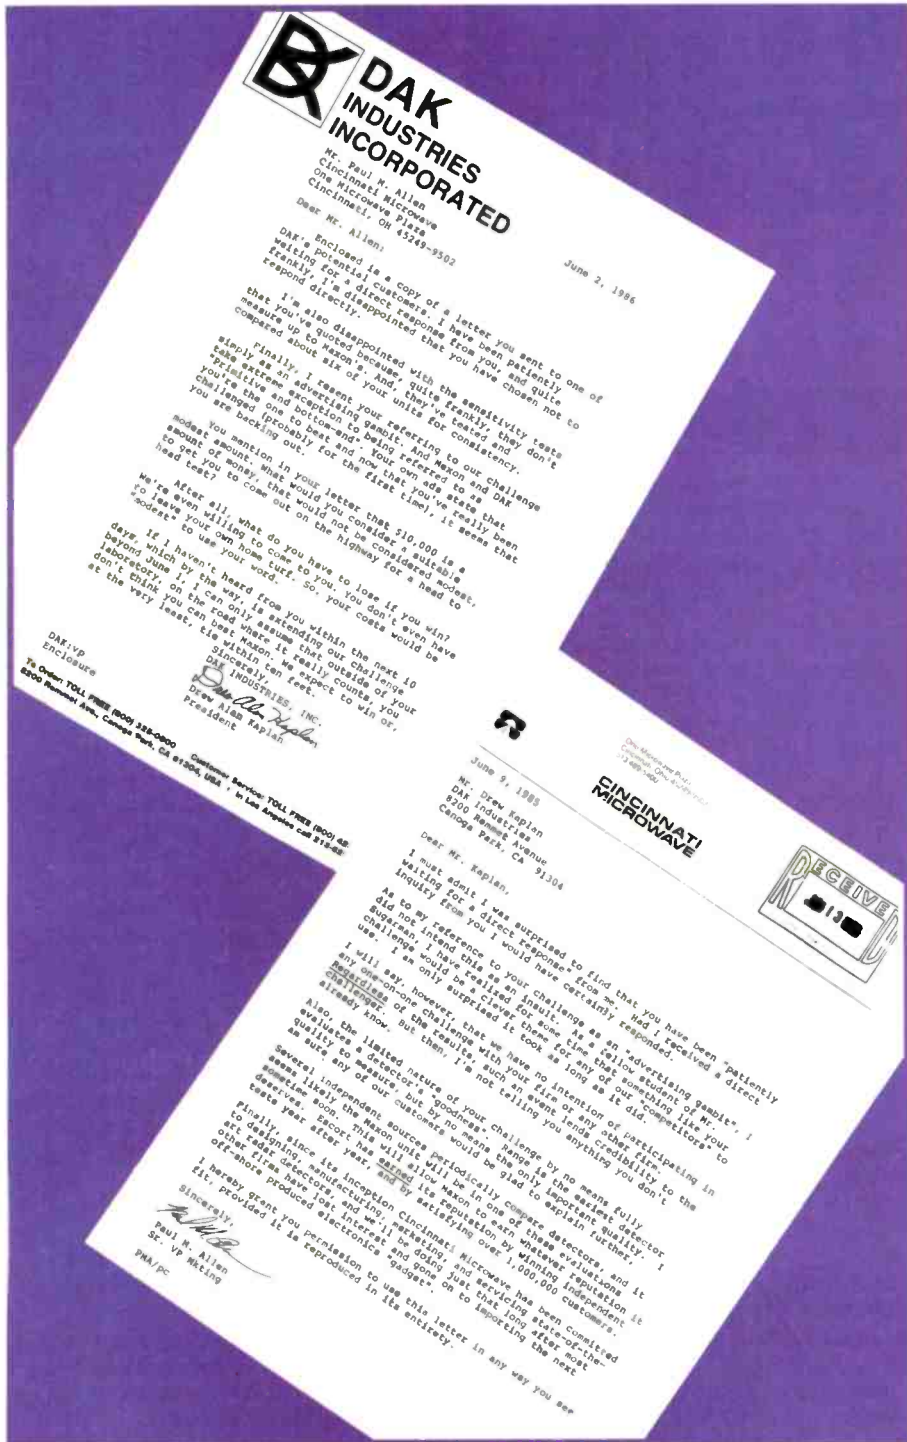 DAK
INDUSTRIES
INCORPORATED
Mr. Paul M. Allen
Cincinnati Microwave
One Microwave Plaza
Cincinnati, OH 45249-9502
June 2, 1986
Dear Mr. Allen:
Enclosed is a copy of a letter you sent to one of
DAK's potential customers. I have been patiently
waiting for a direct response from you, and quite
frankly, I'm disappointed that you have chosen not to
respond directly.
I'm also disappointed with the sensitivity tests
that you've quoted because, quite frankly, they don't
measure up to Maxon's. And, they've tested and
compared about six of your units for consistency.
Finally, I resent your referring to our challenge
simply as an advertising gambit. And Maxon and DAK
take extreme exception to being referred to as
"Primitive and bottom-end". Your own ads state that
you're the one to beat and now that you've really been
challenged (probably for the first time), it seems that
you are backing out.
You mention in your letter that $10,000 is a
modest amount. What would you consider a suitable
amount of money, that would not be considered modest,
to get you to come out on the highway for a head to
head test?
After all, what do you have to lose if you win?
We're even willing to come to you. You don't even have
to leave your own home turf. So, your costs would be
"modest" to use your word.
If I haven't heard from you within the next 10
days, which by the way, is extending our challenge
beyond June 1, I can only assume that outside of your
laboratory, on the road where it really counts, you
don't think you can beat Maxon. We expect to win or,
at the very least, tie within ten feet.
Sincerely,
DAK INDUSTRIES, INC.
Drew Alan Kaplan
Drew Alan Kaplan
President
DAK:vp
Enclosure
To Order: TOLL FREE (800) 325-0800 Customer Service: TOLL FREE (800)
8200 Remmet Ave., Canoga Park, CA 91304, USA In Los Angeles call
CINCINNATI
MICROWAVE
RECEIVED
June 9, 1985
Mr. Drew Kaplan
DAK Industries
8200 Remmet Avenue
Canoga Park, CA 91304
Dear Mr. Kaplan,
I must admit I was surprised to find that you have been "patiently
waiting for a direct response" from me. Had I received a direct
inquiry from you I would have certainly responded.
As to my reference to your challenge as an "advertising gambit", I
did not intend this as an insult. As a fellow student of Mr.
Sugarman, I have realized for some time that something like your
challenge would be a clever theme for any of our "competitors" to
use. I am only surprised it took as long as it did.
I will say, however, that we have no intention of participating in
any one-on-one challenge with your firm or any other firm.
Regardless of the results, such an event lends credibility to the
challenger. But then, I'm not telling you anything you don't
already know.
Also, the limited nature of your challenge by no means fully
evaluates a detector's "goodness". Range is the easiest detector
quality to measure, but by no means the only important quality. I
am sure any of our customers would be glad to explain further.
Several independent sources periodically compare detectors, and it
seems likely the Maxon unit will be in one of these evaluations
sometime soon. This will allow Maxon to earn whatever reputation it
deserves. Escort has earned its reputation by winning independent
tests year after year, and by satisfying over 1,000,000 customers.
Finally, since its inception Cincinnati Microwave has been committed
to designing, manufacturing, marketing, and servicing state-of-the-
art radar detectors, and we'll be doing just that long after most
other firms have lost interest and gone on to importing the next
off-shore produced electronics "gadget".
I hereby grant you permission to use this letter in any way you see
fit, provided it is reproduced in its entirety.
Sincerely,
Paul M. Allen
Sr. VP Mkting
PMA/pc